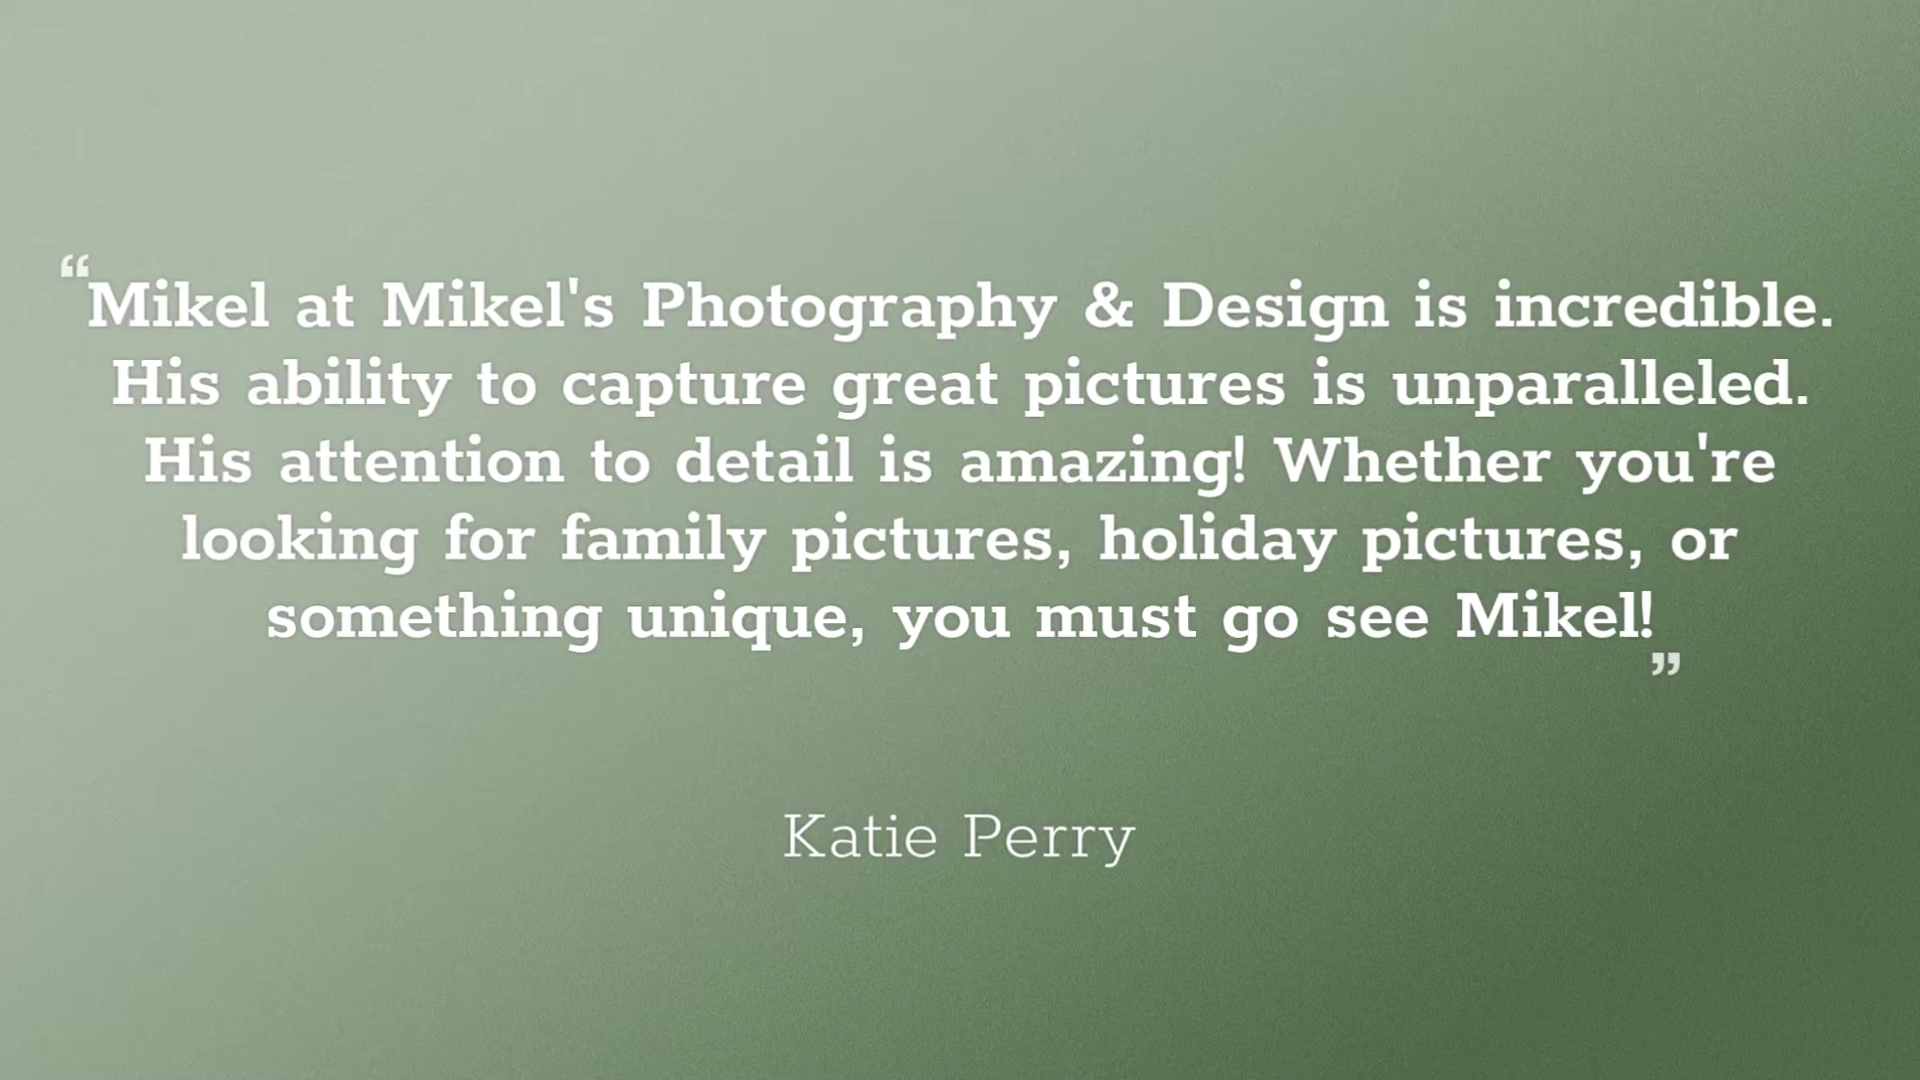 “Mikel at Mikel's Photography & Design is incredible.
His ability to capture great pictures is unparalleled.
His attention to detail is amazing! Whether you're
looking for family pictures, holiday pictures, or
something unique, you must go see Mikel!”
Katie Perry